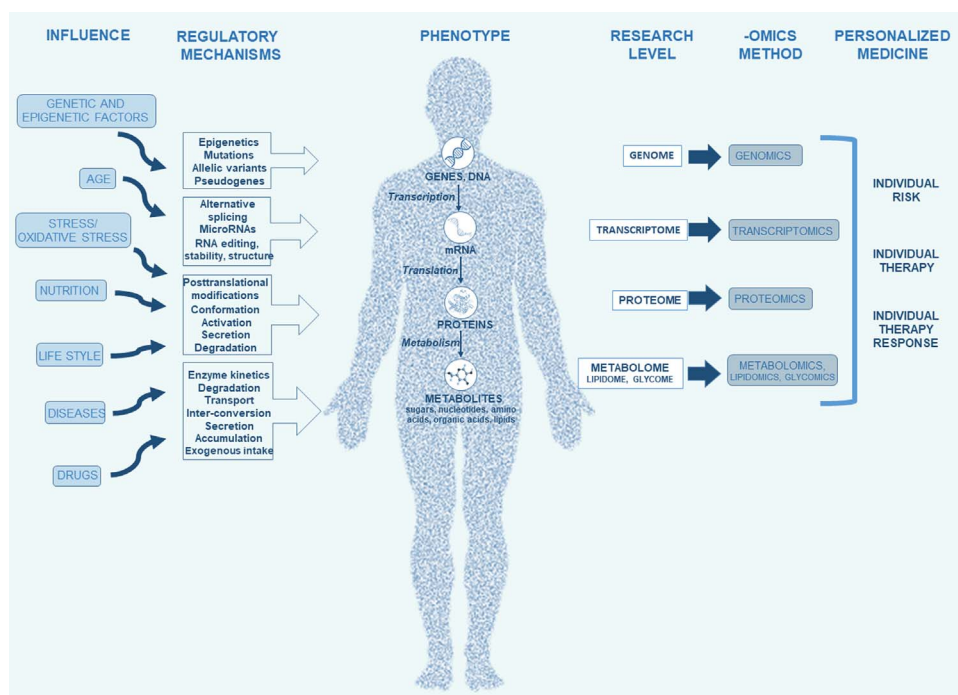 INFLUENCE
REGULATORY
MECHANISMS
PHENOTYPE
RESEARCH
LEVEL
-OMICS
METHOD
PERSONALIZED
MEDICINE
GENETIC AND
EPIGENETIC FACTORS
AGE
STRESS/
OXIDATIVE STRESS
NUTRITION
LIFE STYLE
DISEASES
DRUGS
Epigenetics
Mutations
Allelic variants
Pseudogenes
Alternative
splicing
MicroRNAs
RNA editing,
stability, structure
Posttranslational
modifications
Conformation
Activation
Secretion
Degradation
Enzyme kinetics
Degradation
Transport
Inter-conversion
Secretion
Accumulation
Exogenous intake
GENES, DNA
Transcription
mRNA
Translation
PROTEINS
Metabolism
METABOLITES
sugars, nucleotides, amino
acids, organic acids, lipids
GENOME
TRANSCRIPTOME
PROTEOME
METABOLOME
LIPIDOME, GLYCOME
GENOMICS
TRANSCRIPTOMICS
PROTEOMICS
METABOLOMICS,
LIPIDOMICS, GLYCOMICS
INDIVIDUAL
RISK
INDIVIDUAL
THERAPY
INDIVIDUAL
THERAPY
RESPONSE